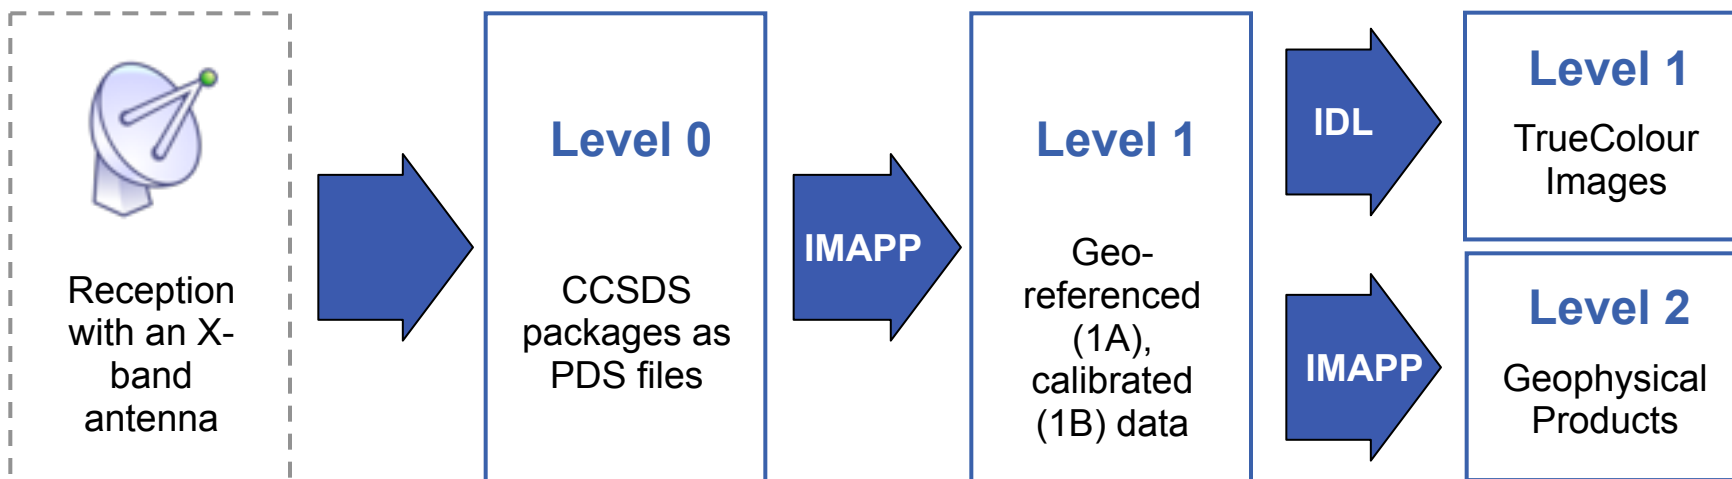 Reception
with an X-
band
antenna
Level 0
CCSDS
packages as
PDS files
IMAPP
Level 1
Geo-
referenced
(1A),
calibrated
(1B) data
IDL
Level 1
TrueColour
Images
IMAPP
Level 2
Geophysical
Products